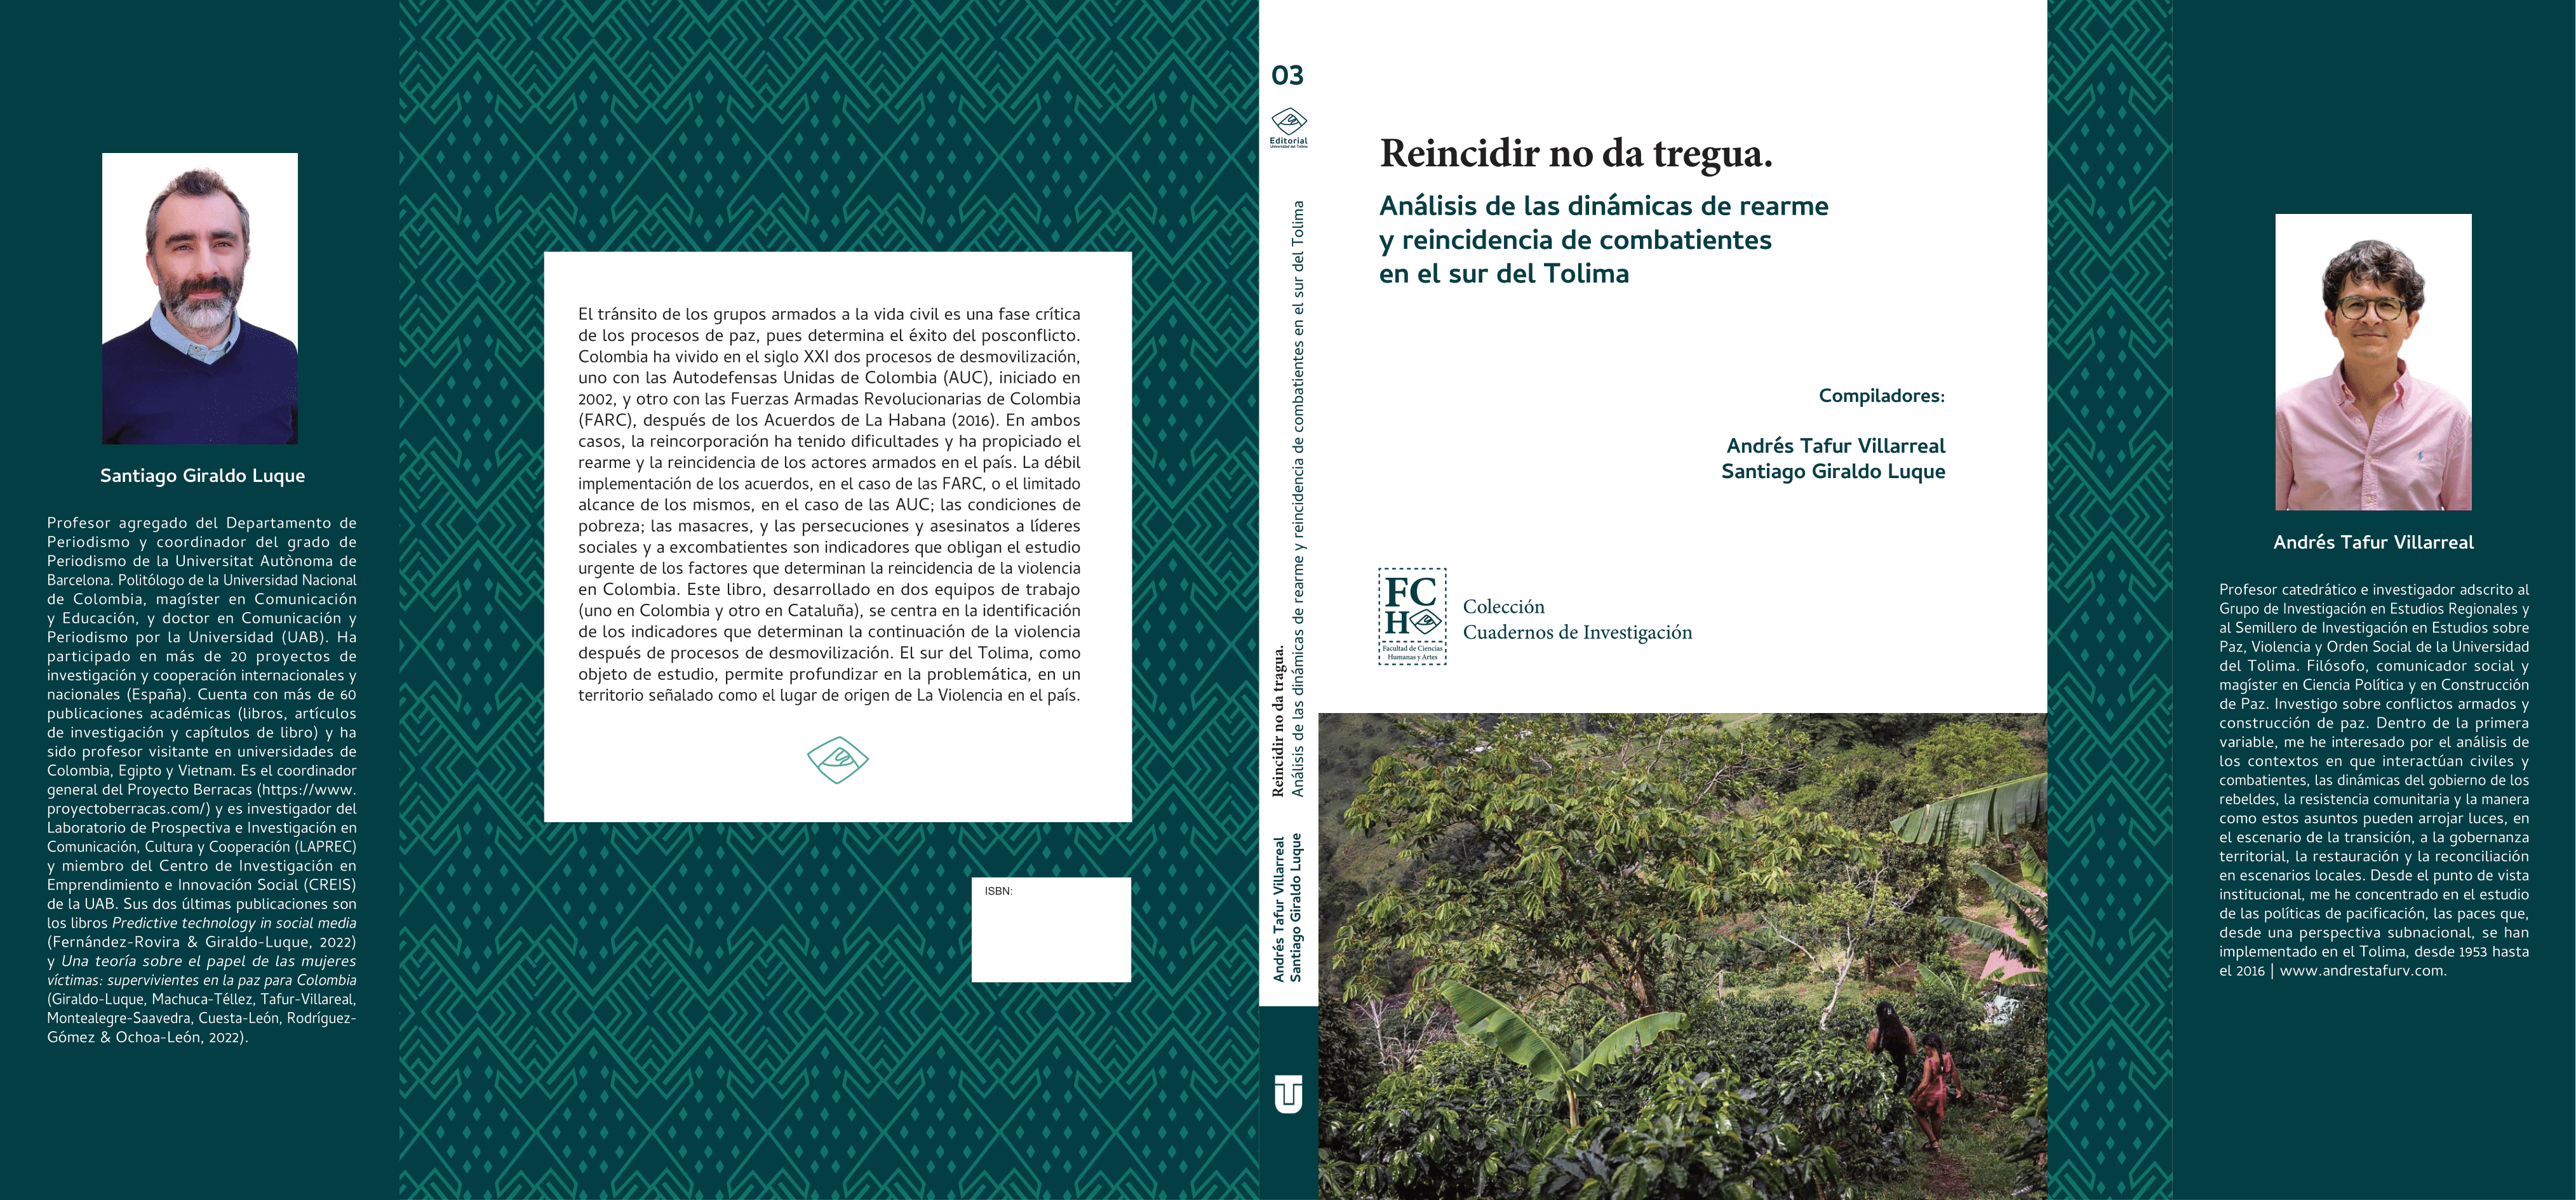 Santiago Giraldo Luque
Profesor agregado del Departamento de
Periodismo y coordinador del grado de
Periodismo de la Universitat Autònoma de
Barcelona. Politólogo de la Universidad Nacional
de Colombia, magíster en Comunicación
y Educación, y doctor en Comunicación y
Periodismo por la Universidad (UAB). Ha
participado en más de 20 proyectos de
investigación y cooperación internacionales y
nacionales (España). Cuenta con más de 60
publicaciones académicas (libros, artículos
de investigación y capítulos de libro) y ha
sido profesor visitante en universidades de
Colombia, Egipto y Vietnam. Es el coordinador
general del Proyecto Berracas (https://www.
proyectoberracas.com/) y es investigador del
Laboratorio de Prospectiva e Investigación en
Comunicación, Cultura y Cooperación (LAPREC)
y miembro del Centro de Investigación en
Emprendimiento e Innovación Social (CREIS)
de la UAB. Sus dos últimas publicaciones son
los libros Predictive technology in social media
(Fernández-Rovira & Giraldo-Luque, 2022)
y Una teoría sobre el papel de las mujeres
víctimas: supervivientes en la paz para Colombia
(Giraldo-Luque, Machuca-Téllez, Tafur-Villareal,
Montealegre-Saavedra, Cuesta-León, Rodríguez-
Gómez & Ochoa-León, 2022).
El tránsito de los grupos armados a la vida civil es una fase crítica
de los procesos de paz, pues determina el éxito del posconflicto.
Colombia ha vivido en el siglo XXI dos procesos de desmovilización,
uno con las Autodefensas Unidas de Colombia (AUC), iniciado en
2002, y otro con las Fuerzas Armadas Revolucionarias de Colombia
(FARC), después de los Acuerdos de La Habana (2016). En ambos
casos, la reincorporación ha tenido dificultades y ha propiciado el
rearme y la reincidencia de los actores armados en el país. La débil
implementación de los acuerdos, en el caso de las FARC, o el limitado
alcance de los mismos, en el caso de las AUC; las condiciones de
pobreza; las masacres, y las persecuciones y asesinatos a líderes
sociales y a excombatientes son indicadores que obligan el estudio
urgente de los factores que determinan la reincidencia de la violencia
en Colombia. Este libro, desarrollado en dos equipos de trabajo
(uno en Colombia y otro en Cataluña), se centra en la identificación
de los indicadores que determinan la continuación de la violencia
después de procesos de desmovilización. El sur del Tolima, como
objeto de estudio, permite profundizar en la problemática, en un
territorio señalado como el lugar de origen de La Violencia en el país.
ISBN:
03
Editorial
Universidad del Tolima
Reincidir no da tragua.
Análisis de las dinámicas de rearme y reincidencia de combatientes en el sur del Tolima
Andrés Tafur Villarreal
Santiago Giraldo Luque
Reincidir no da tregua.
Análisis de las dinámicas de rearme
y reincidencia de combatientes
en el sur del Tolima
Compiladores:
Andrés Tafur Villarreal
Santiago Giraldo Luque
FC
H
Facultad de Ciencias
Humanas y Artes
Colección
Cuadernos de Investigación
Andrés Tafur Villarreal
Profesor catedrático e investigador adscrito al
Grupo de Investigación en Estudios Regionales y
al Semillero de Investigación en Estudios sobre
Paz, Violencia y Orden Social de la Universidad
del Tolima. Filósofo, comunicador social y
magíster en Ciencia Política y en Construcción
de Paz. Investigo sobre conflictos armados y
construcción de paz. Dentro de la primera
variable, me he interesado por el análisis de
los contextos en que interactúan civiles y
combatientes, las dinámicas del gobierno de los
rebeldes, la resistencia comunitaria y la manera
como estos asuntos pueden arrojar luces, en
el escenario de la transición, a la gobernanza
territorial, la restauración y la reconciliación
en escenarios locales. Desde el punto de vista
institucional, me he concentrado en el estudio
de las políticas de pacificación, las paces que,
desde una perspectiva subnacional, se han
implementado en el Tolima, desde 1953 hasta
el 2016 | www.andrestafurv.com.